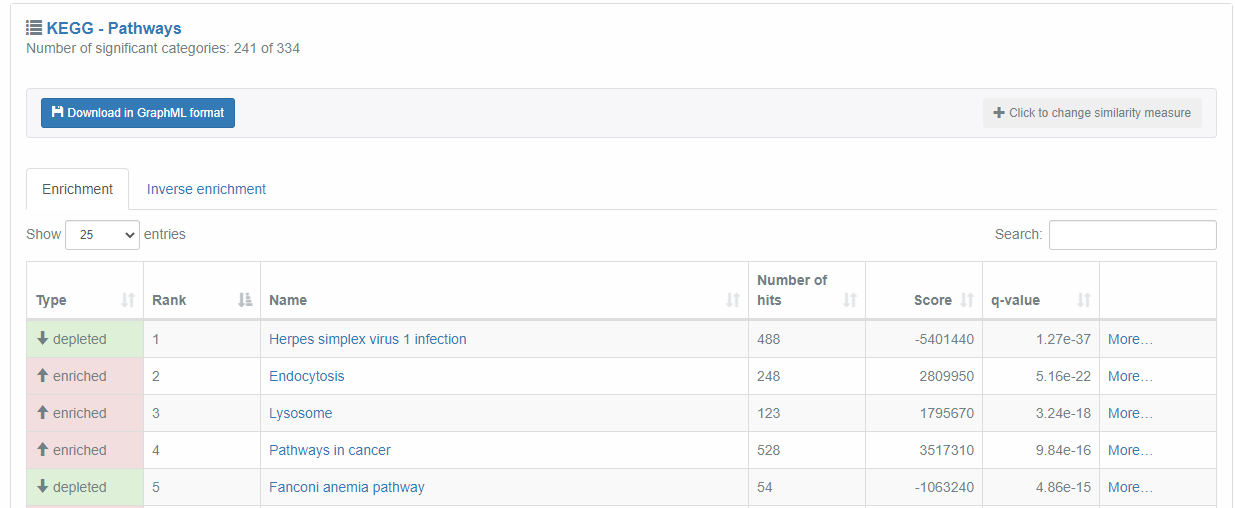 KEGG - Pathways
Number of significant categories: 241 of 334
Download in GraphML format
Click to change similarity measure
Enrichment Inverse enrichment
Show 25 entries Search:
Type Rank Name Number of hits Score q-value
depleted 1 Herpes simplex virus 1 infection 488 -5401440 1.27e-37 More…
enriched 2 Endocytosis 248 2809950 5.16e-22 More…
enriched 3 Lysosome 123 1795670 3.24e-18 More…
enriched 4 Pathways in cancer 528 3517310 9.84e-16 More…
depleted 5 Fanconi anemia pathway 54 -1063240 4.86e-15 More…